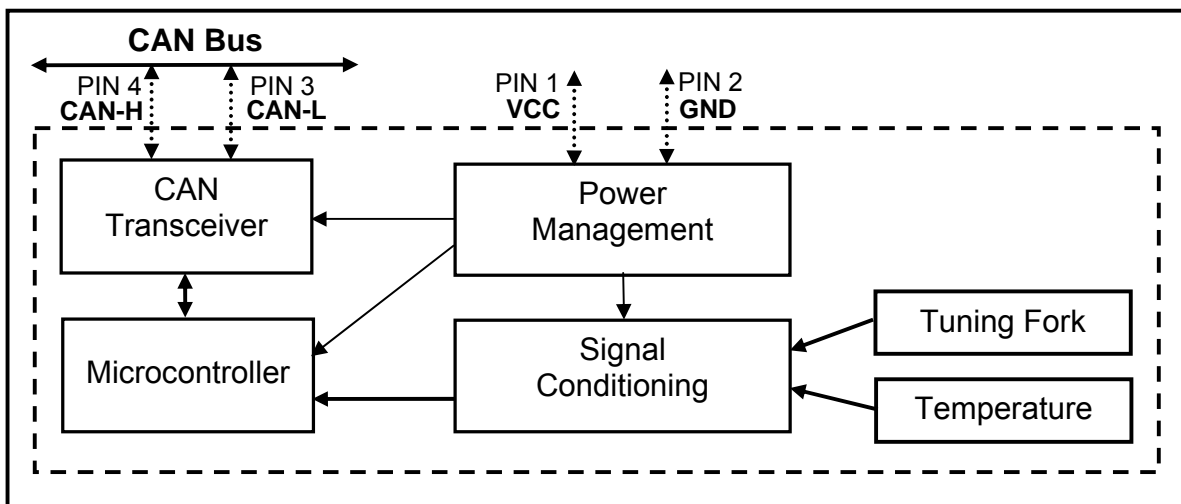 CAN Bus
PIN 4
CAN-H
PIN 3
CAN-L
PIN 1
VCC
PIN 2
GND
CAN
Transceiver
Power
Management
Microcontroller
Signal
Conditioning
Tuning Fork
Temperature